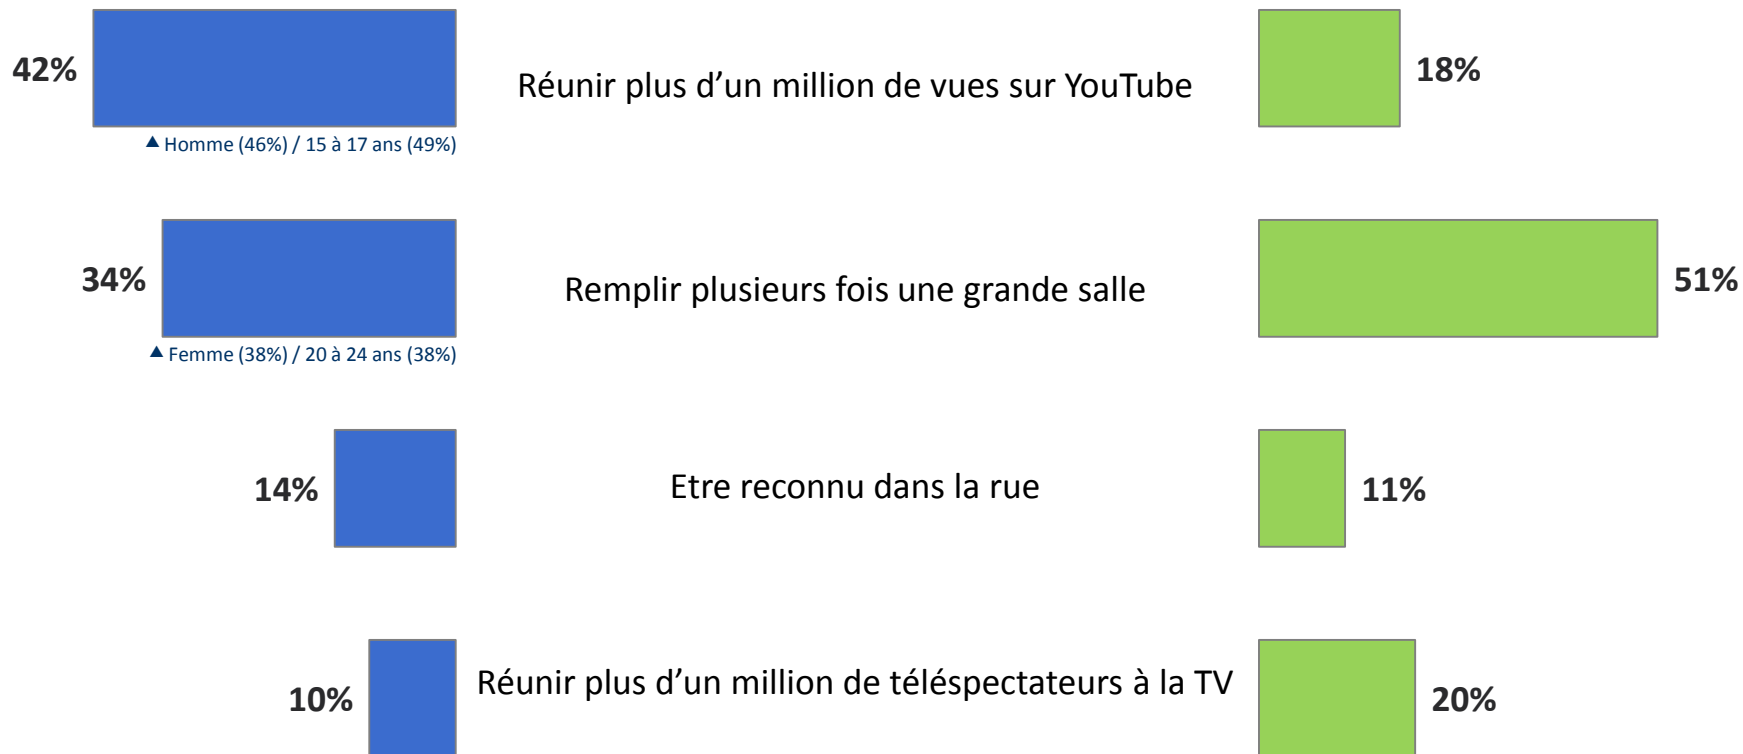 42%
Réunir plus d’un million de vues sur YouTube
18%
▲ Homme (46%) / 15 à 17 ans (49%)
34%
Remplir plusieurs fois une grande salle
51%
▲ Femme (38%) / 20 à 24 ans (38%)
14%
Etre reconnu dans la rue
11%
10%
Réunir plus d’un million de téléspectateurs à la TV
20%